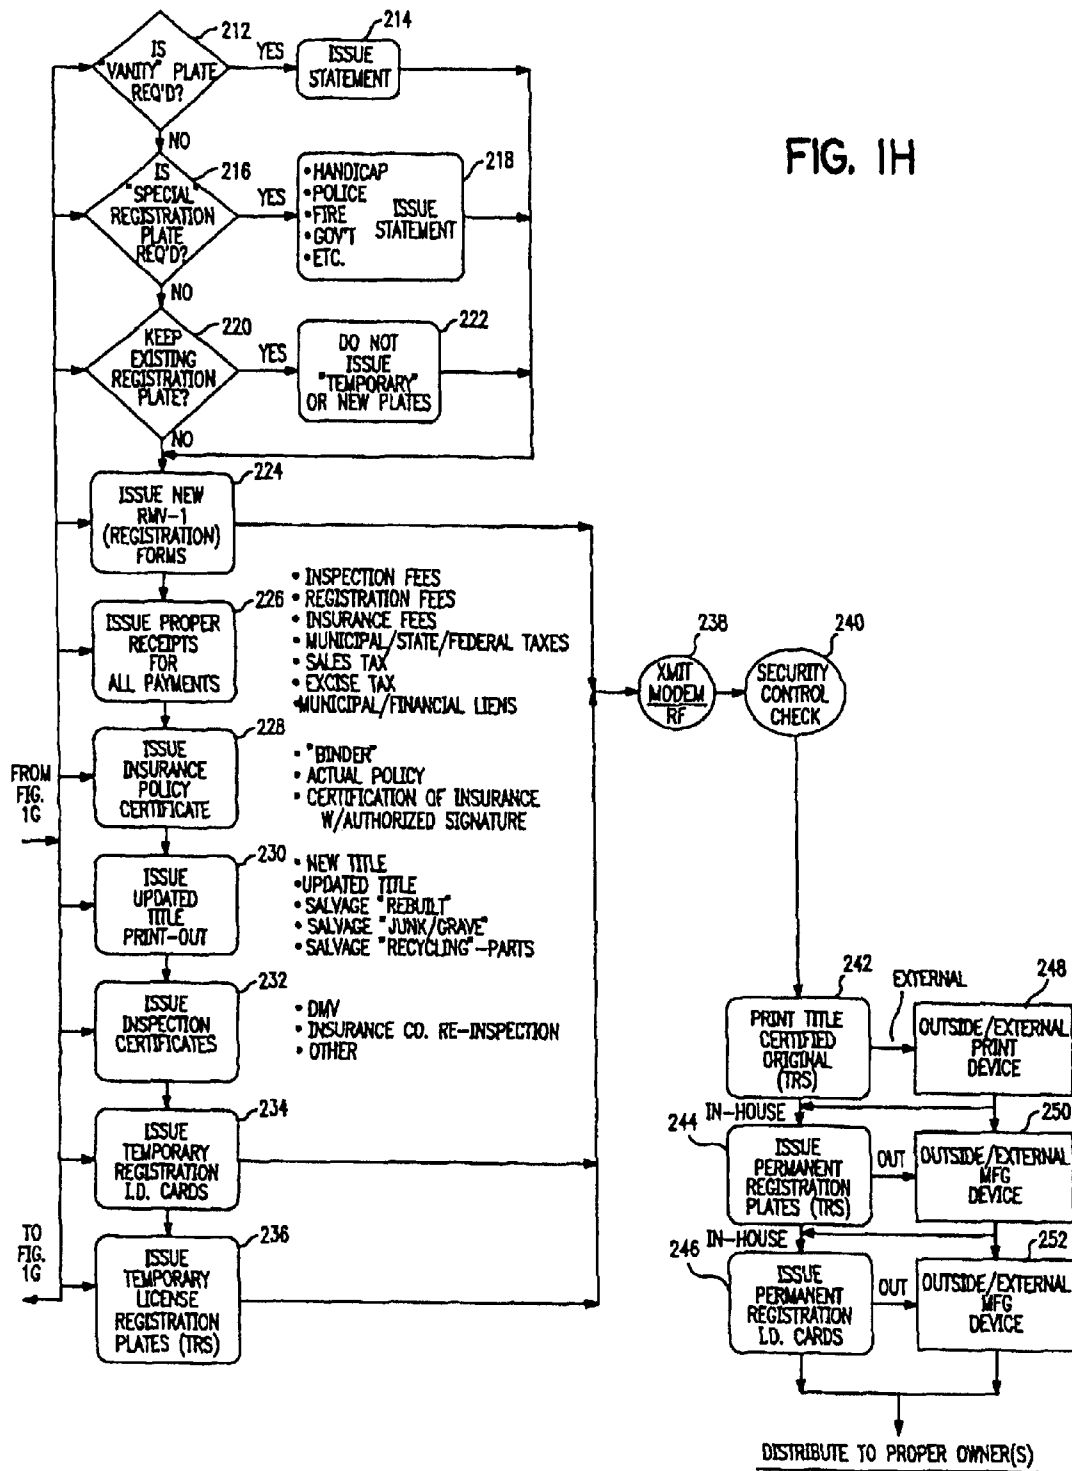 FIG. 1H
212
IS
"VANITY" PLATE
REQ'D?
YES
214
ISSUE
STATEMENT
NO
216
IS
"SPECIAL"
REGISTRATION
PLATE
REQ'D?
YES
218
•HANDICAP
•POLICE
•FIRE
•GOV'T
•ETC.
ISSUE
STATEMENT
NO
220
KEEP
EXISTING
REGISTRATION
PLATE?
YES
222
DO NOT
ISSUE
"TEMPORARY"
OR NEW PLATES
NO
224
ISSUE NEW
RMV-1
(REGISTRATION)
FORMS
226
ISSUE PROPER
RECEIPTS
FOR
ALL PAYMENTS
• INSPECTION FEES
• REGISTRATION FEES
• INSURANCE FEES
• MUNICIPAL/STATE/FEDERAL TAXES
• SALES TAX
• EXCISE TAX
•MUNICIPAL/FINANCIAL LIENS
228
ISSUE
INSURANCE
POLICY
CERTIFICATE
• "BINDER"
• ACTUAL POLICY
• CERTIFICATION OF INSURANCE
W/AUTHORIZED SIGNATURE
FROM
FIG.
1G
230
ISSUE
UPDATED
TITLE
PRINT-OUT
• NEW TITLE
•UPDATED TITLE
• SALVAGE "REBUILT"
• SALVAGE "JUNK/GRAVE"
• SALVAGE "RECYCLING"-PARTS
232
ISSUE
INSPECTION
CERTIFICATES
• DMV
• INSURANCE CO. RE-INSPECTION
• OTHER
234
ISSUE
TEMPORARY
REGISTRATION
I.D. CARDS
TO
FIG.
1G
236
ISSUE
TEMPORARY
LICENSE
REGISTRATION
PLATES (TRS)
238
XMIT
MODEM
RF
240
SECURITY
CONTROL
CHECK
242
PRINT TITLE
CERTIFIED
ORIGINAL
(TRS)
EXTERNAL
248
OUTSIDE/EXTERNAL
PRINT
DEVICE
IN-HOUSE
244
ISSUE
PERMANENT
REGISTRATION
PLATES (TRS)
OUT
250
OUTSIDE/EXTERNAL
MFG
DEVICE
IN-HOUSE
246
ISSUE
PERMANENT
REGISTRATION
I.D. CARDS
OUT
252
OUTSIDE/EXTERNAL
MFG
DEVICE
DISTRIBUTE TO PROPER OWNER(S)